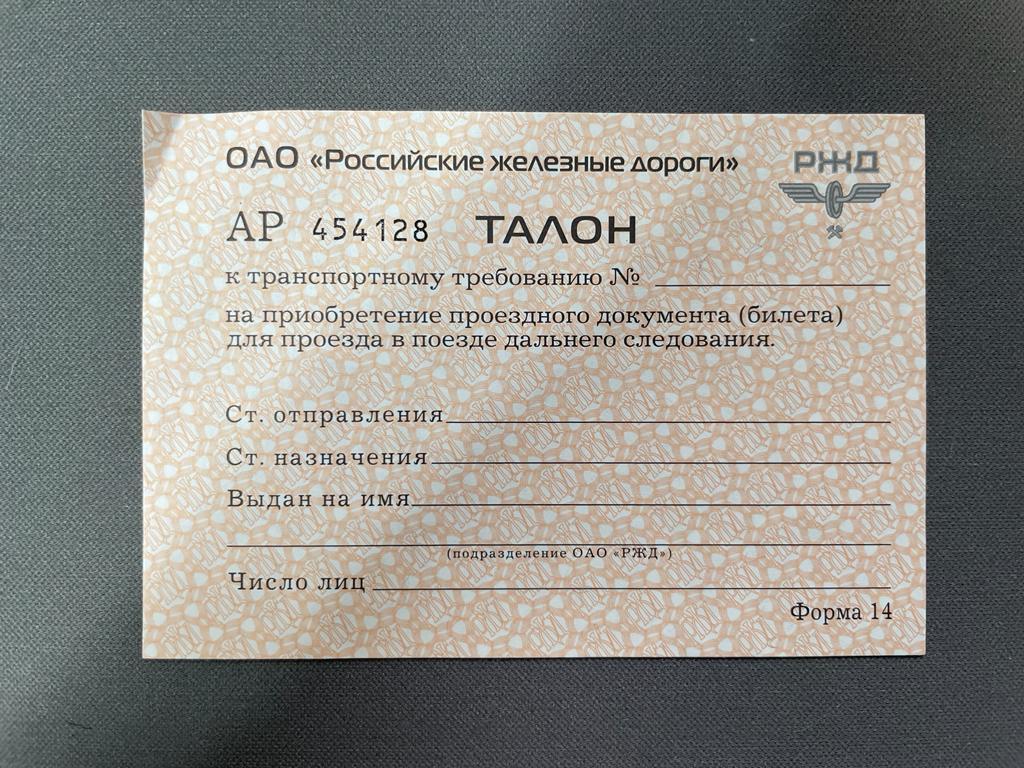 ОАО «Российские железные дороги»
РЖД
АР 454128 ТАЛОН
к транспортному требованию №
на приобретение проездного документа (билета)
для проезда в поезде дальнего следования.
Ст. отправления
Ст. назначения
Выдан на имя
(подразделение ОАО «РЖД»)
Число лиц
Форма 14